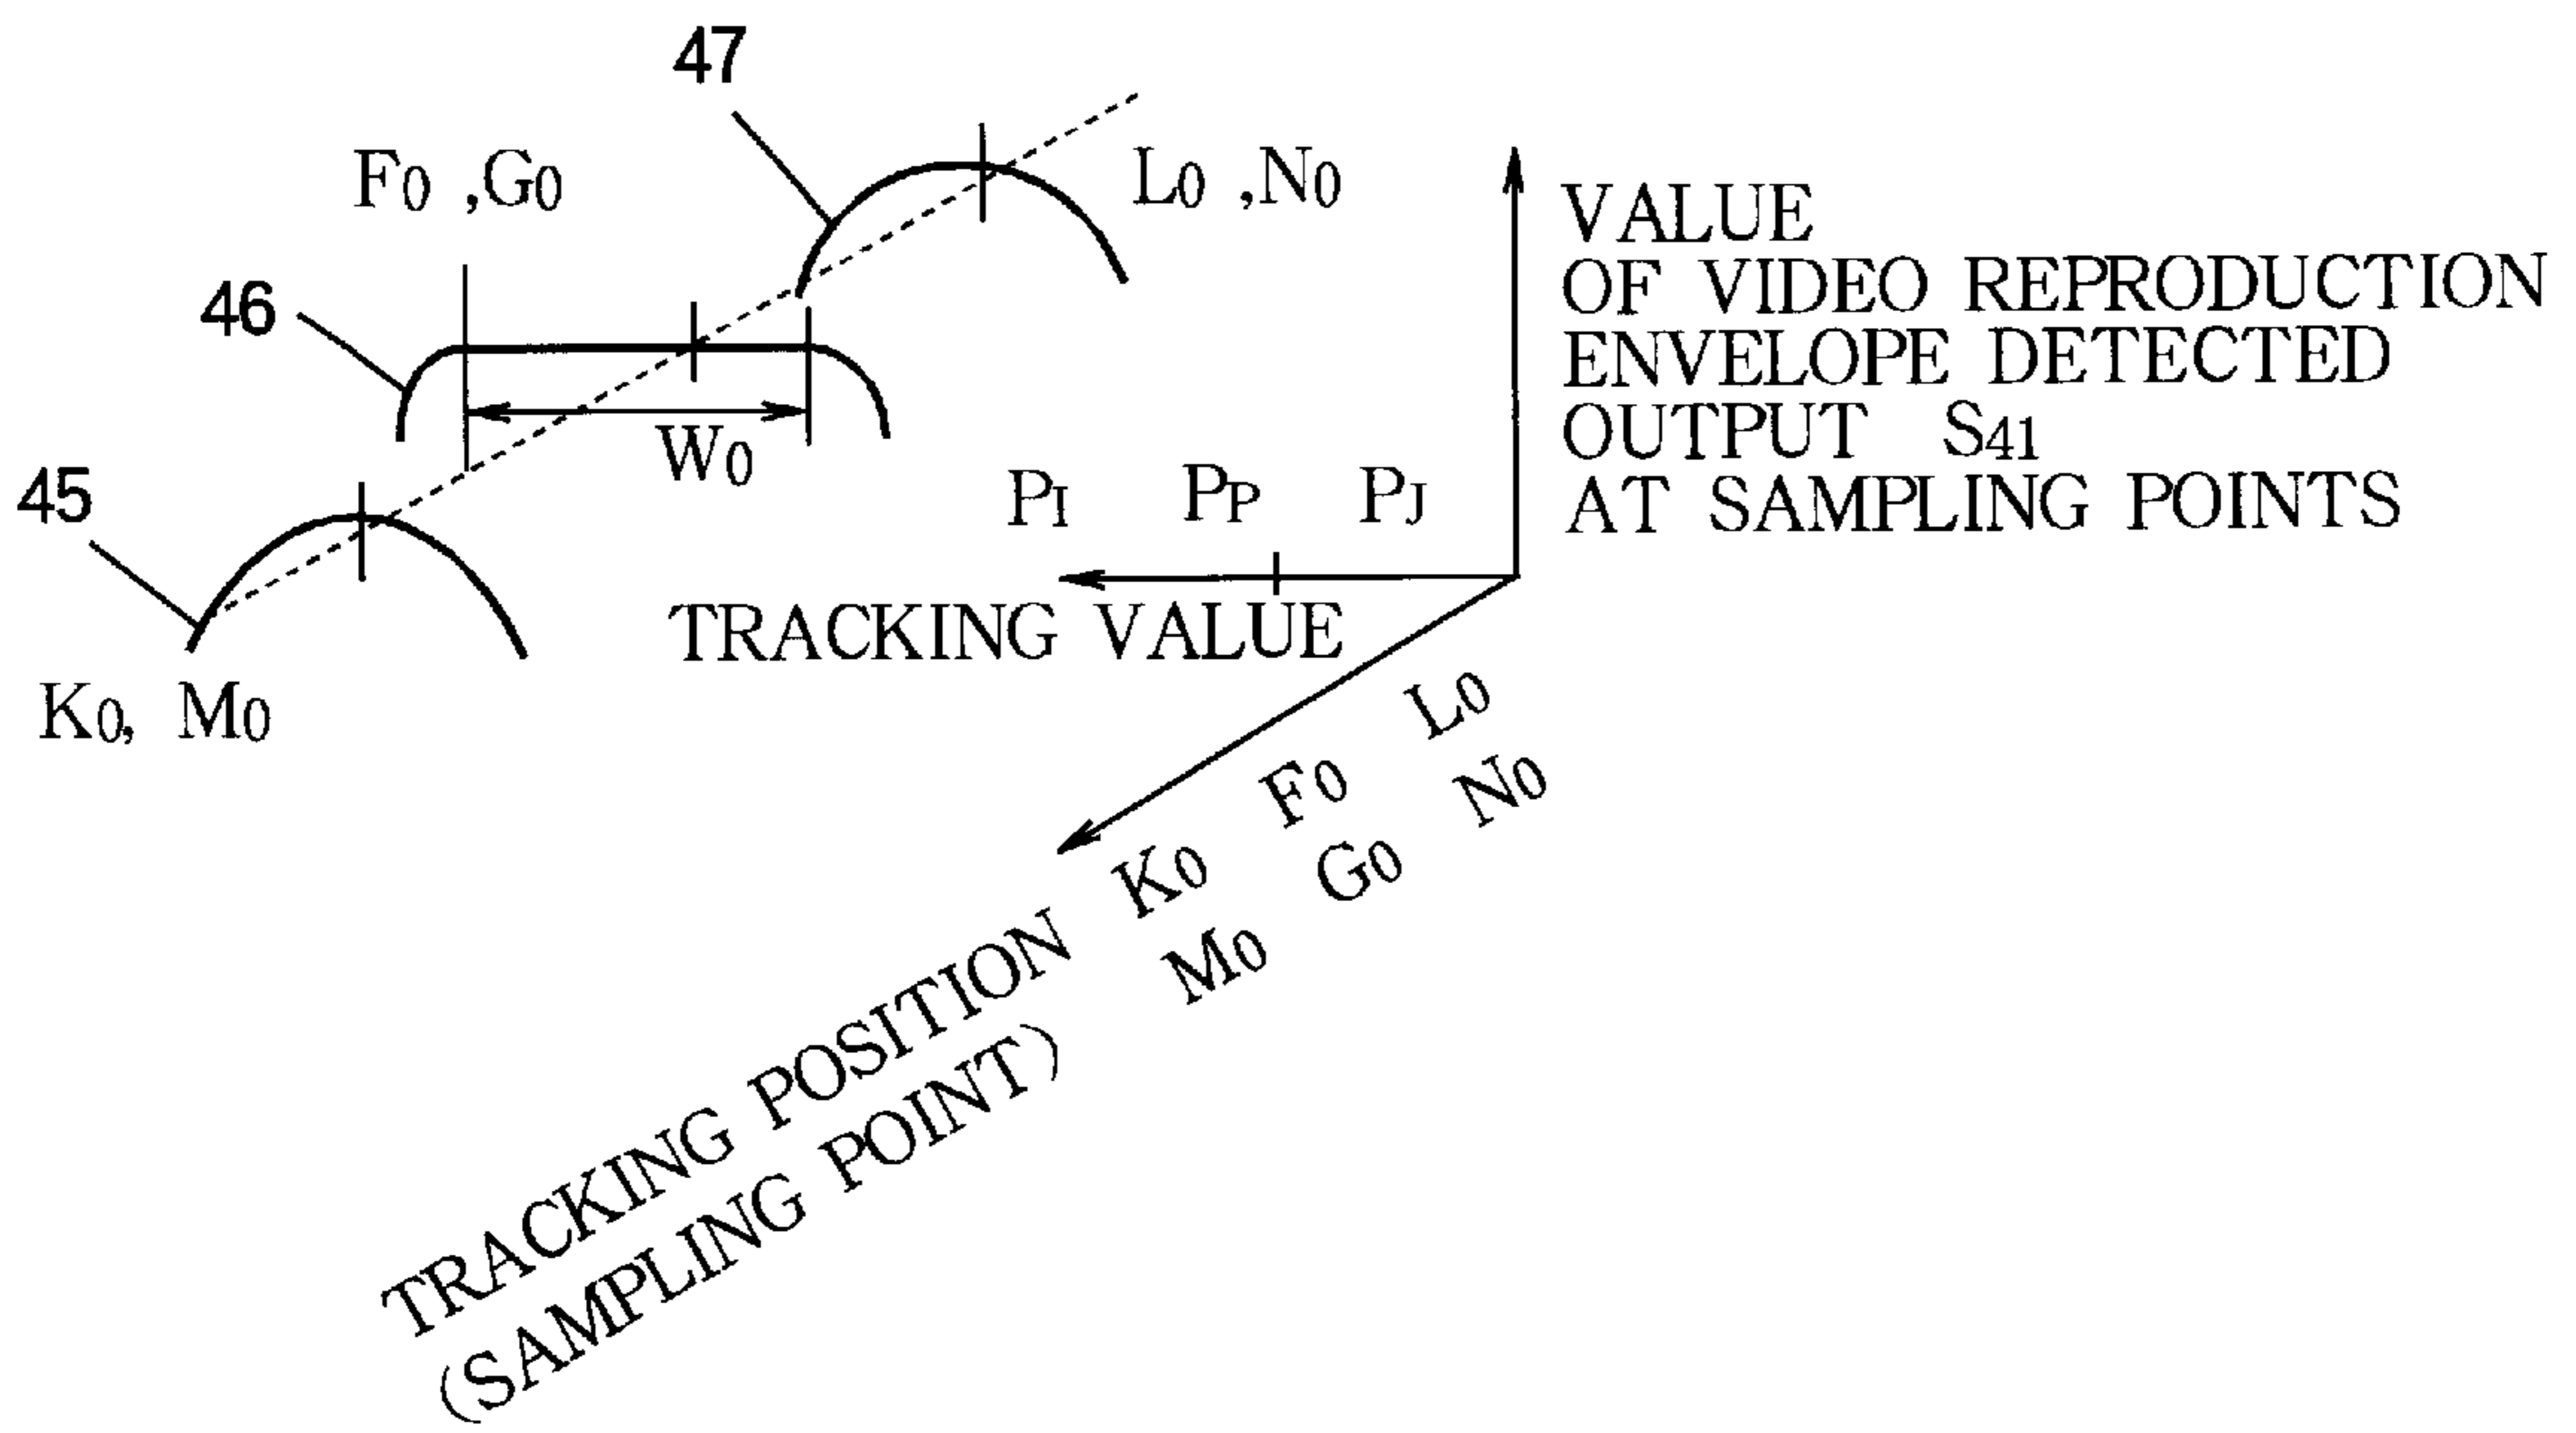 47
F0 ,G0
L0 ,N0
VALUE
OF VIDEO REPRODUCTION
ENVELOPE DETECTED
OUTPUT S41
AT SAMPLING POINTS
46
W0
45
PI PP PJ
TRACKING VALUE
K0, M0
L0
N0
F0
G0
K0
M0
TRACKING POSITION
(SAMPLING POINT)